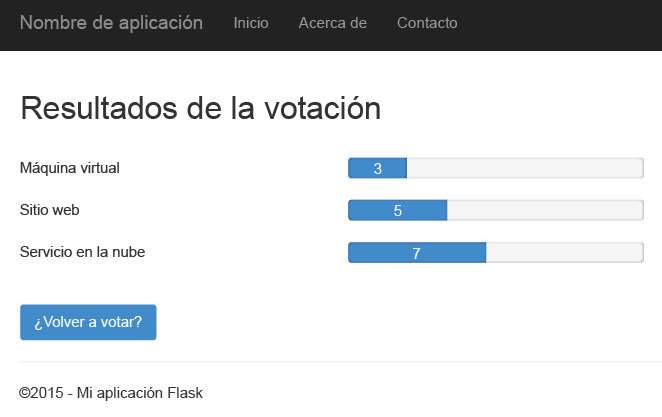 Nombre de aplicación Inicio Acerca de Contacto
Resultados de la votación
Máquina virtual 3
Sitio web 5
Servicio en la nube 7
¿Volver a votar?
©2015 - Mi aplicación Flask